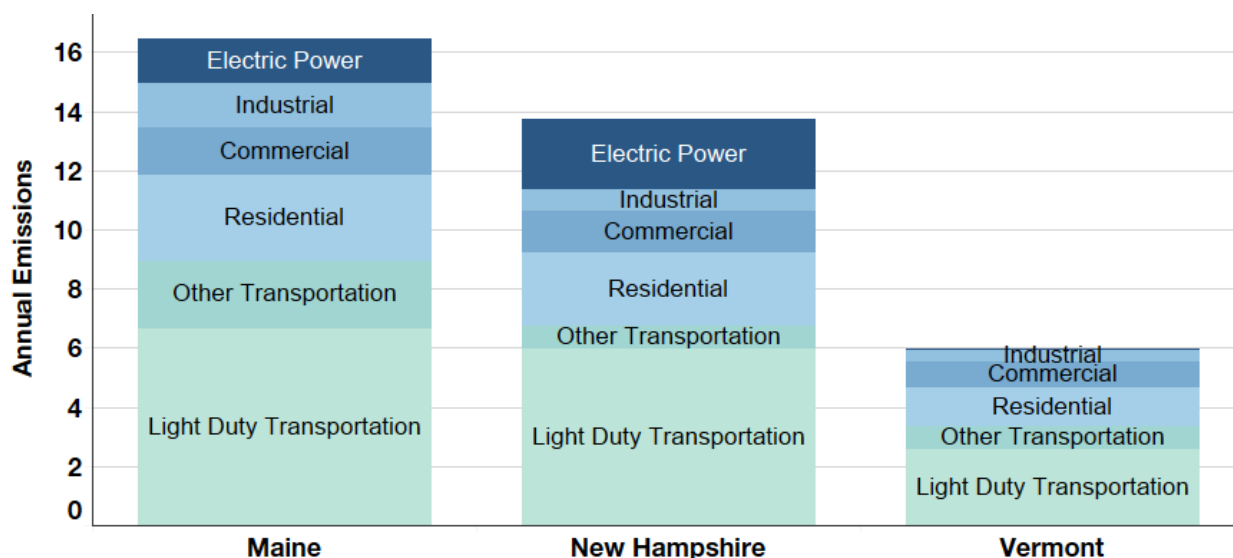 Annual Emissions
16
14
12
10
8
6
4
2
0
Electric Power
Industrial
Commercial
Residential
Other Transportation
Light Duty Transportation
Electric Power
Industrial
Commercial
Residential
Other Transportation
Light Duty Transportation
Industrial
Commercial
Residential
Other Transportation
Light Duty Transportation
Maine
New Hampshire
Vermont